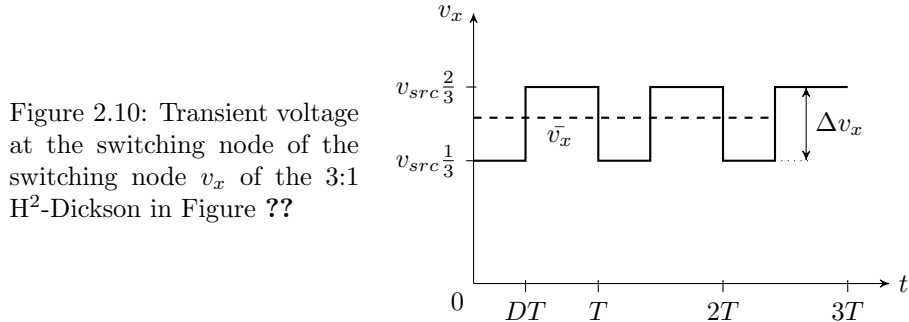 Figure 2.10: Transient voltage
at the switching node of the
switching node v_x of the 3:1
H²-Dickson in Figure ??
v_x
v_src 2/3
v̄_x
Δv_x
v_src 1/3
0
DT
T
2T
3T
t